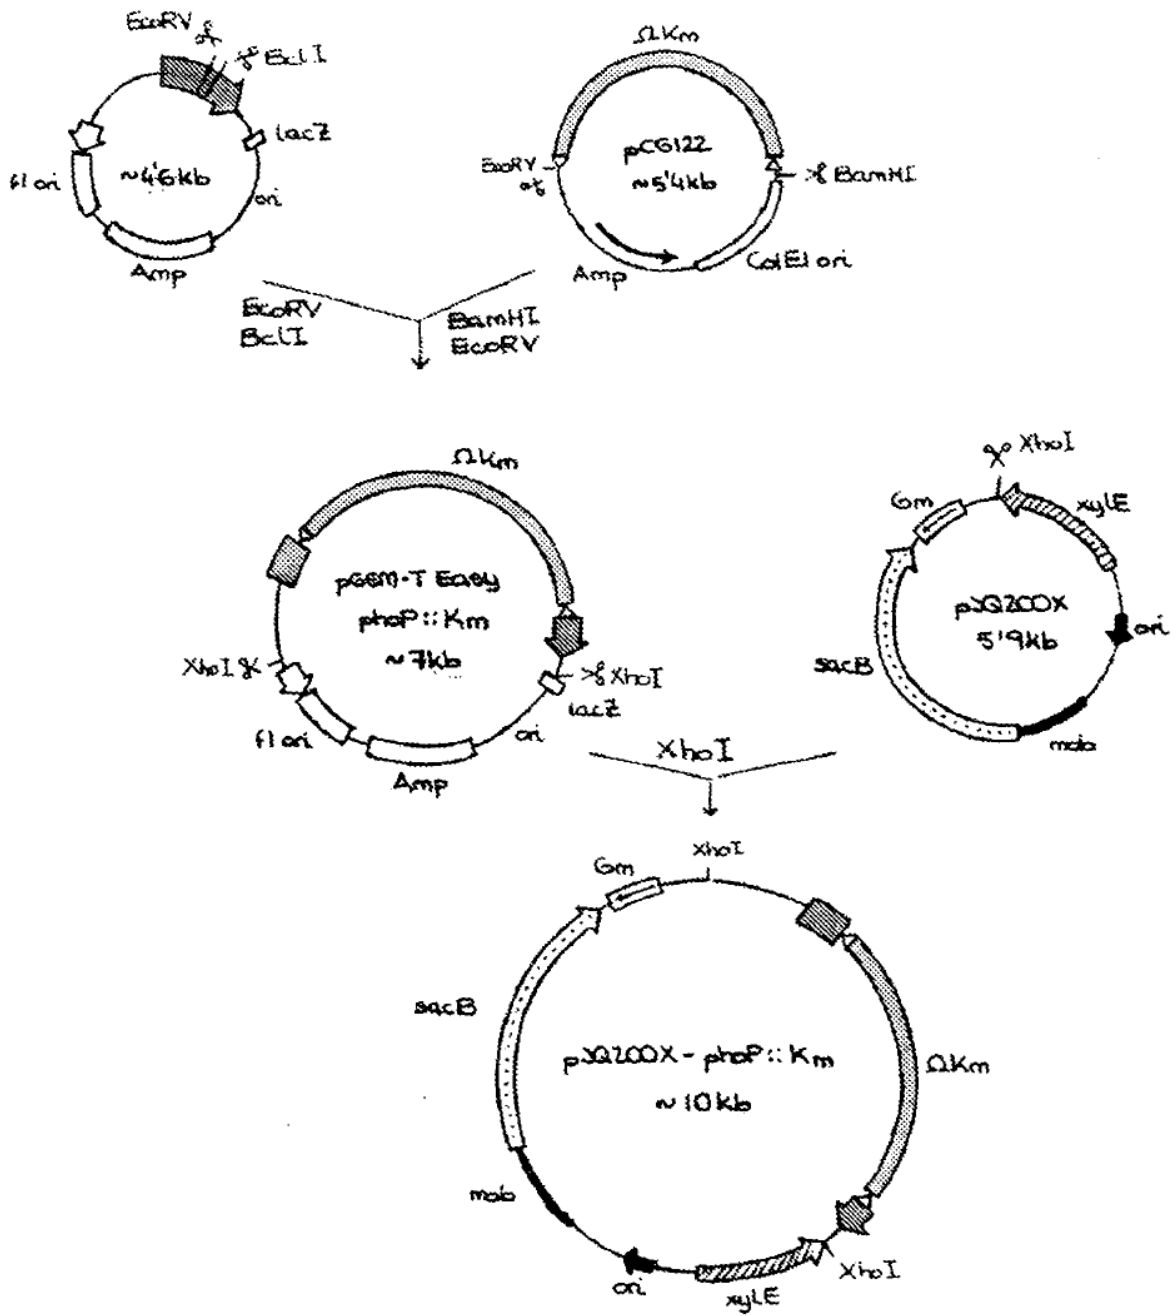 EcoRV
BclI
lacZ
f1 ori
~4'6kb
ori
Amp
ΩKm
pCG122
~5'4kb
EcoRV
BamHI
Amp
ColE1 ori
EcoRV
BclI
BamHI
EcoRV
ΩKm
pGEM-T Easy
phoP::Km
~7kb
XhoI
XhoI
lacZ
f1 ori
ori
Amp
XhoI
Gm
xylE
pJQ200X
5'9kb
ori
sacB
mob
XhoI
XhoI
Gm
sacB
pJQ200X - phoP::Km
~10kb
ΩKm
mob
ori
xylE
XhoI